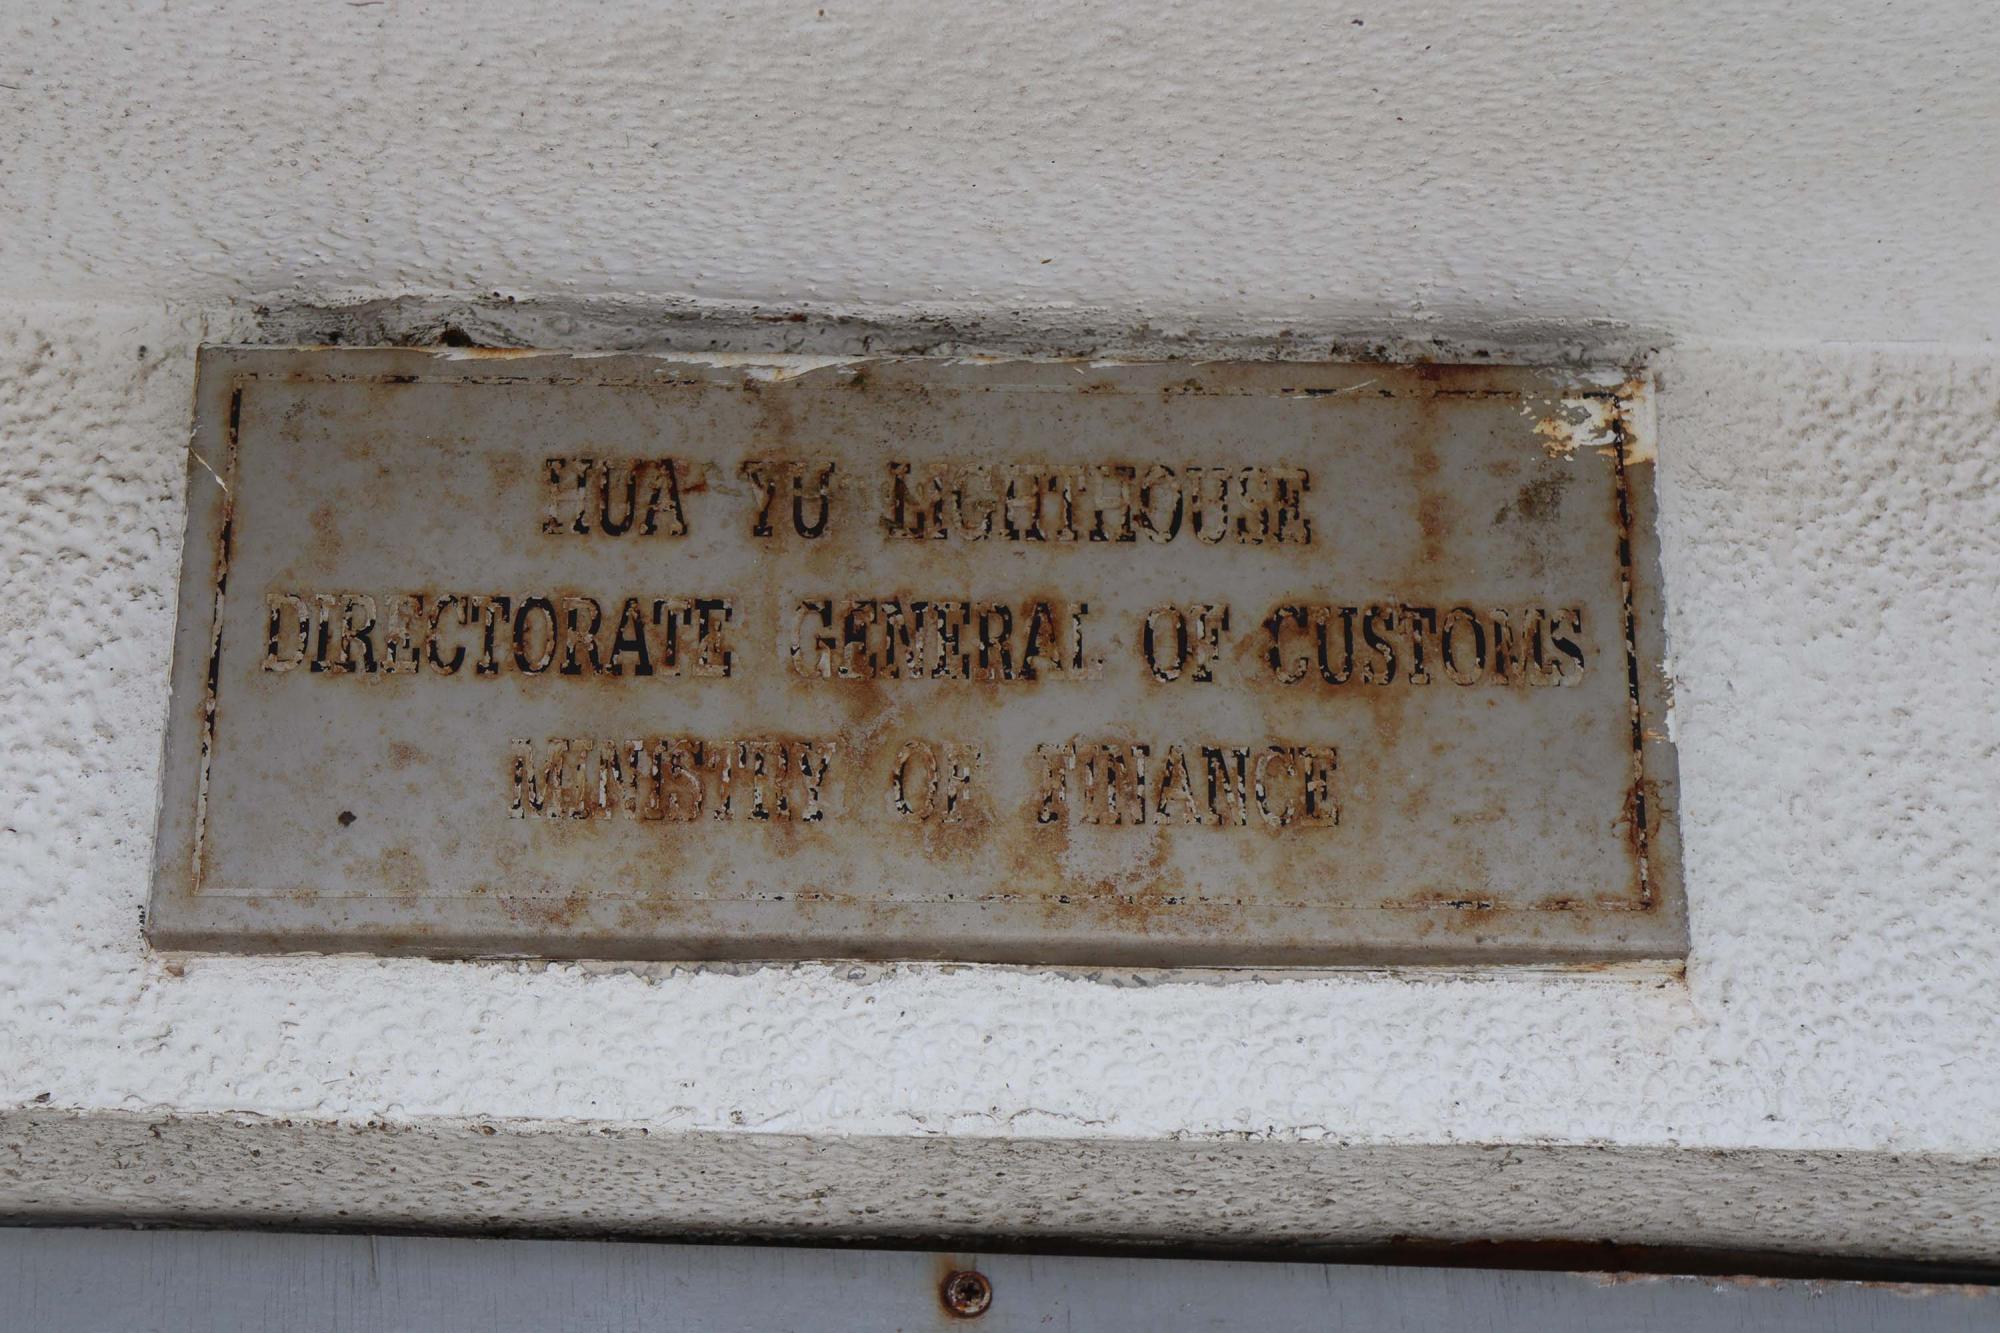 HUA YU LIGHTHOUSE
DIRECTORATE GENERAL OF CUSTOMS
MINISTRY OF FINANCE